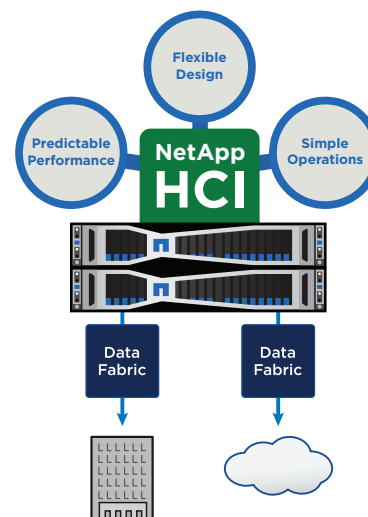 Flexible
Design
Predictable
Performance
Simple
Operations
NetApp
HCI
Data
Fabric
Data
Fabric